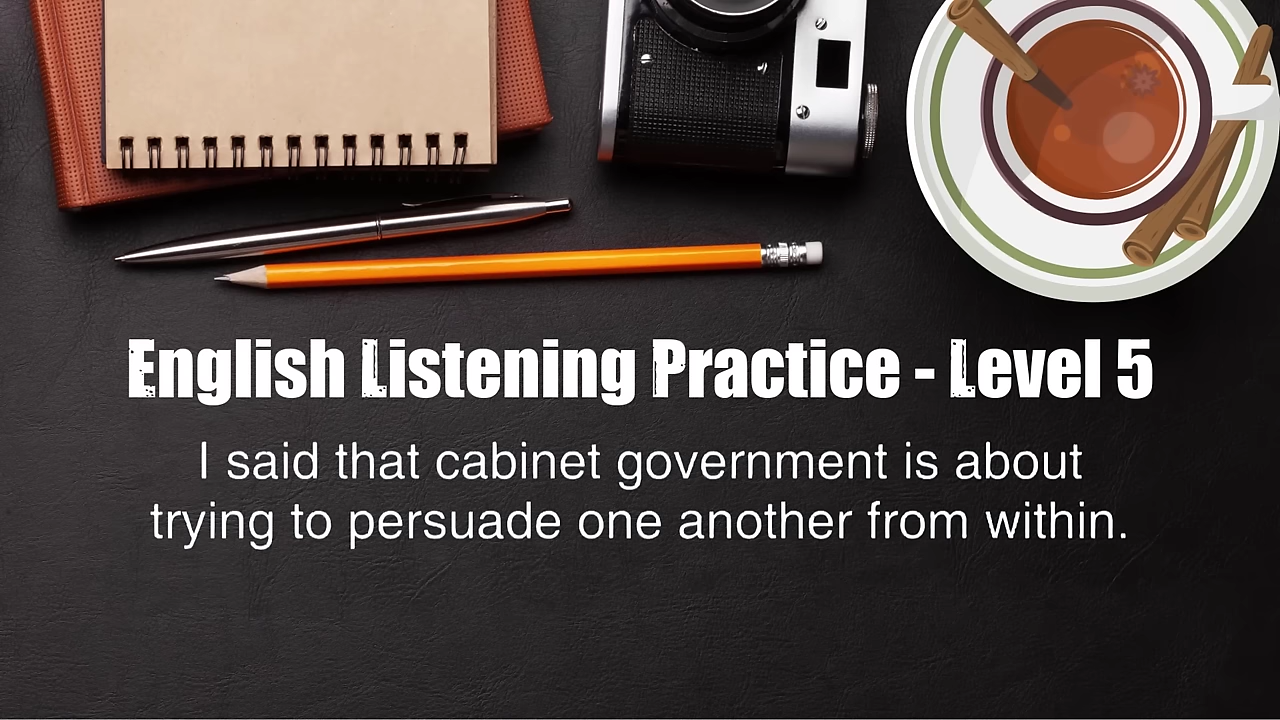 English Listening Practice - Level 5
I said that cabinet government is about
trying to persuade one another from within.